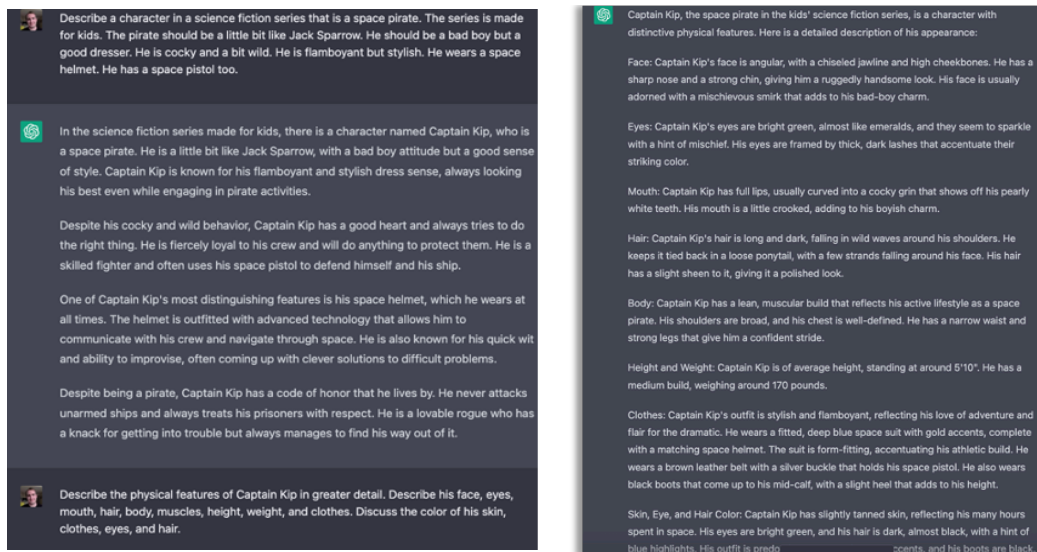 Describe a character in a science fiction series that is a space pirate. The series is made
for kids. The pirate should be a little bit like Jack Sparrow. He should be a bad boy but a
good dresser. He is cocky and a bit wild. He is flamboyant but stylish. He wears a space
helmet. He has a space pistol too.
In the science fiction series made for kids, there is a character named Captain Kip, who is
a space pirate. He is a little bit like Jack Sparrow, with a bad boy attitude but a good sense
of style. Captain Kip is known for his flamboyant and stylish dress sense, always looking
his best even while engaging in pirate activities.
Despite his cocky and wild behavior, Captain Kip has a good heart and always tries to do
the right thing. He is fiercely loyal to his crew and will do anything to protect them. He is a
skilled fighter and often uses his space pistol to defend himself and his ship.
One of Captain Kip's most distinguishing features is his space helmet, which he wears at
all times. The helmet is outfitted with advanced technology that allows him to
communicate with his crew and navigate through space. He is also known for his quick wit
and ability to improvise, often coming up with clever solutions to difficult problems.
Despite being a pirate, Captain Kip has a code of honor that he lives by. He never attacks
unarmed ships and always treats his prisoners with respect. He is a lovable rogue who has
a knack for getting into trouble but always manages to find his way out of it.
Describe the physical features of Captain Kip in greater detail. Describe his face, eyes,
mouth, hair, body, muscles, height, weight, and clothes. Discuss the color of his skin,
clothes, eyes, and hair.
Captain Kip, the space pirate in the kids' science fiction series, is a character with
distinctive physical features. Here is a detailed description of his appearance:
Face: Captain Kip's face is angular, with a chiseled jawline and high cheekbones. He has a
sharp nose and a strong chin, giving him a ruggedly handsome look. His face is usually
adorned with a mischievous smirk that adds to his bad-boy charm.
Eyes: Captain Kip's eyes are bright green, almost like emeralds, and they seem to sparkle
with a hint of mischief. His eyes are framed by thick, dark lashes that accentuate their
striking color.
Mouth: Captain Kip has full lips, usually curved into a cocky grin that shows off his pearly
white teeth. His mouth is a little crooked, adding to his boyish charm.
Hair: Captain Kip's hair is long and dark, falling in wild waves around his shoulders. He
keeps it tied back in a loose ponytail, with a few strands falling around his face. His hair
has a slight sheen to it, giving it a polished look.
Body: Captain Kip has a lean, muscular build that reflects his active lifestyle as a space
pirate. His shoulders are broad, and his chest is well-defined. He has a narrow waist and
strong legs that give him a confident stride.
Height and Weight: Captain Kip is of average height, standing at around 5'10". He has a
medium build, weighing around 170 pounds.
Clothes: Captain Kip's outfit is stylish and flamboyant, reflecting his love of adventure and
flair for the dramatic. He wears a fitted, deep blue space suit with gold accents, complete
with a matching space helmet. The suit is form-fitting, accentuating his athletic build. He
wears a brown leather belt with a silver buckle that holds his space pistol. He also wears
black boots that come up to his mid-calf, with a slight heel that adds to his height.
Skin, Eye, and Hair Color: Captain Kip has slightly tanned skin, reflecting his many hours
spent in space. His eyes are bright green, and his hair is dark, almost black, with a hint of
blue highlights. His outfit is accents, and his boots are black.